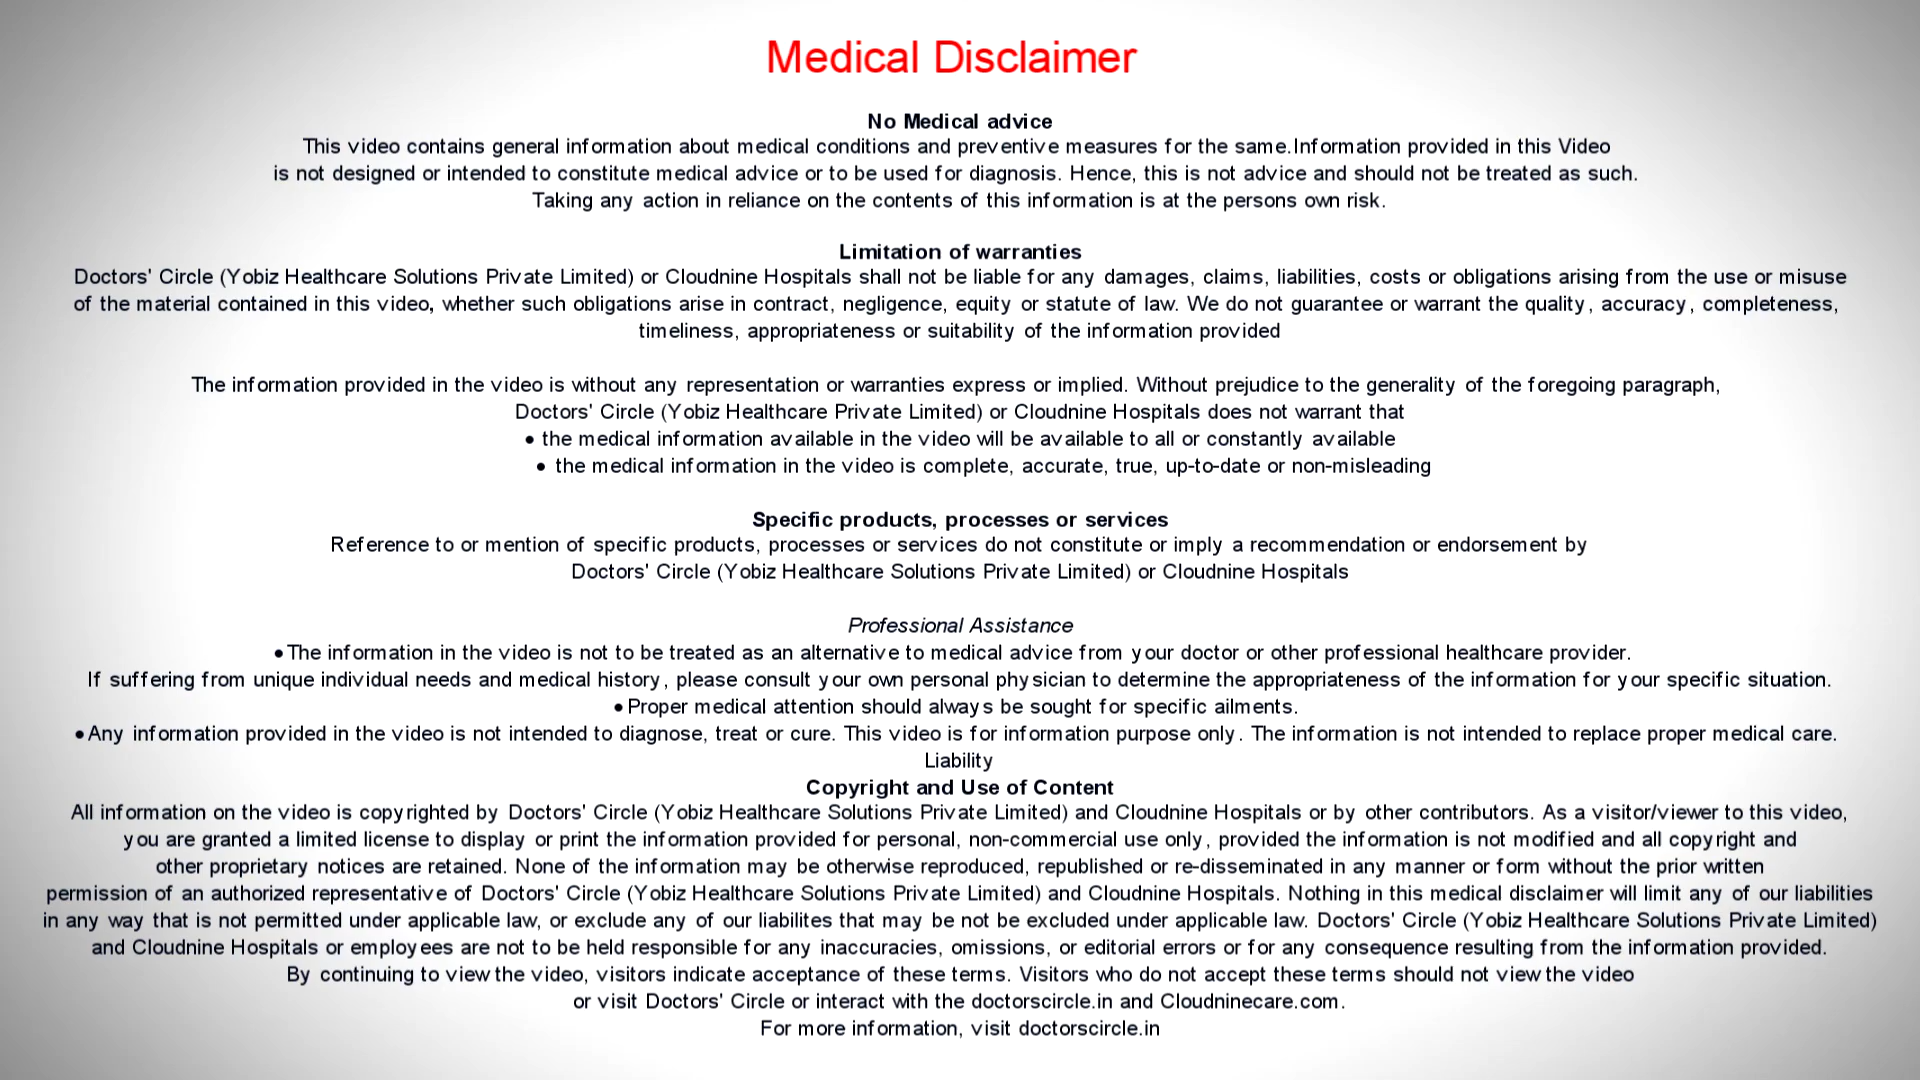 Medical Disclaimer
No Medical advice
This video contains general information about medical conditions and preventive measures for the same.Information provided in this Video
is not designed or intended to constitute medical advice or to be used for diagnosis. Hence, this is not advice and should not be treated as such.
Taking any action in reliance on the contents of this information is at the persons own risk.
Limitation of warranties
Doctors' Circle (Yobiz Healthcare Solutions Private Limited) or Cloudnine Hospitals shall not be liable for any damages, claims, liabilities, costs or obligations arising from the use or misuse
of the material contained in this video, whether such obligations arise in contract, negligence, equity or statute of law. We do not guarantee or warrant the quality, accuracy, completeness,
timeliness, appropriateness or suitability of the information provided
The information provided in the video is without any representation or warranties express or implied. Without prejudice to the generality of the foregoing paragraph,
Doctors' Circle (Yobiz Healthcare Private Limited) or Cloudnine Hospitals does not warrant that
• the medical information available in the video will be available to all or constantly available
• the medical information in the video is complete, accurate, true, up-to-date or non-misleading
Specific products, processes or services
Reference to or mention of specific products, processes or services do not constitute or imply a recommendation or endorsement by
Doctors' Circle (Yobiz Healthcare Solutions Private Limited) or Cloudnine Hospitals
Professional Assistance
•The information in the video is not to be treated as an alternative to medical advice from your doctor or other professional healthcare provider.
If suffering from unique individual needs and medical history, please consult your own personal physician to determine the appropriateness of the information for your specific situation.
•Proper medical attention should always be sought for specific ailments.
•Any information provided in the video is not intended to diagnose, treat or cure. This video is for information purpose only. The information is not intended to replace proper medical care.
Liability
Copyright and Use of Content
All information on the video is copyrighted by Doctors' Circle (Yobiz Healthcare Solutions Private Limited) and Cloudnine Hospitals or by other contributors. As a visitor/viewer to this video,
you are granted a limited license to display or print the information provided for personal, non-commercial use only, provided the information is not modified and all copyright and
other proprietary notices are retained. None of the information may be otherwise reproduced, republished or re-disseminated in any manner or form without the prior written
permission of an authorized representative of Doctors' Circle (Yobiz Healthcare Solutions Private Limited) and Cloudnine Hospitals. Nothing in this medical disclaimer will limit any of our liabilities
in any way that is not permitted under applicable law, or exclude any of our liabilites that may be not be excluded under applicable law. Doctors' Circle (Yobiz Healthcare Solutions Private Limited)
and Cloudnine Hospitals or employees are not to be held responsible for any inaccuracies, omissions, or editorial errors or for any consequence resulting from the information provided.
By continuing to view the video, visitors indicate acceptance of these terms. Visitors who do not accept these terms should not view the video
or visit Doctors' Circle or interact with the doctorscircle.in and Cloudninecare.com.
For more information, visit doctorscircle.in